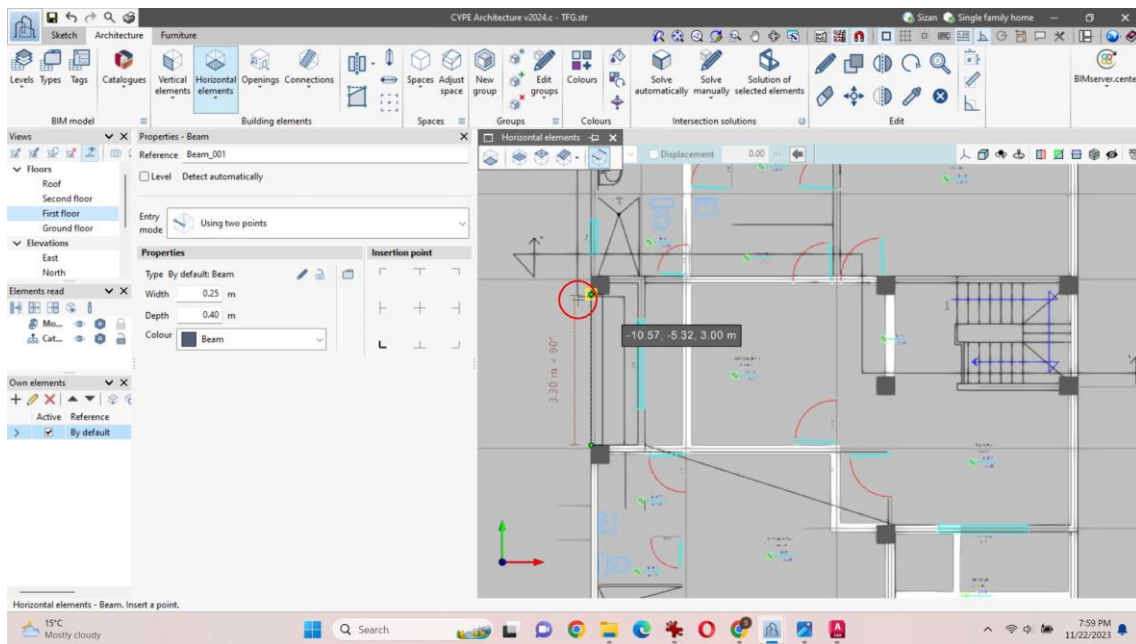 CYPE Architecture v2024.c - TFG.str
Sizan
Single family home
Sketch
Architecture
Furniture
Levels
Types
Tags
Catalogues
Vertical elements
Horizontal elements
Openings
Connections
Spaces
Adjust space
New group
Edit groups
Colours
Solve automatically
Solve manually
Solution of selected elements
BIMserver.center
BIM model
Building elements
Spaces
Groups
Colours
Intersection solutions
Edit
Views
Floors
Roof
Second floor
First floor
Ground floor
Elevations
East
North
Elements read
Mo...
Cat...
Own elements
Active Reference
By default
Properties - Beam
Reference Beam_001
Level Detect automatically
Entry mode
Using two points
Properties
Insertion point
Type By default: Beam
Width 0.25 m
Depth 0.40 m
Colour Beam
Horizontal elements
Displacement 0.00
-10.57, -5.32, 3.00 m
3.30 m < 90°
Horizontal elements - Beam. Insert a point.
15°C
Mostly cloudy
Search
7:59 PM
11/22/2023